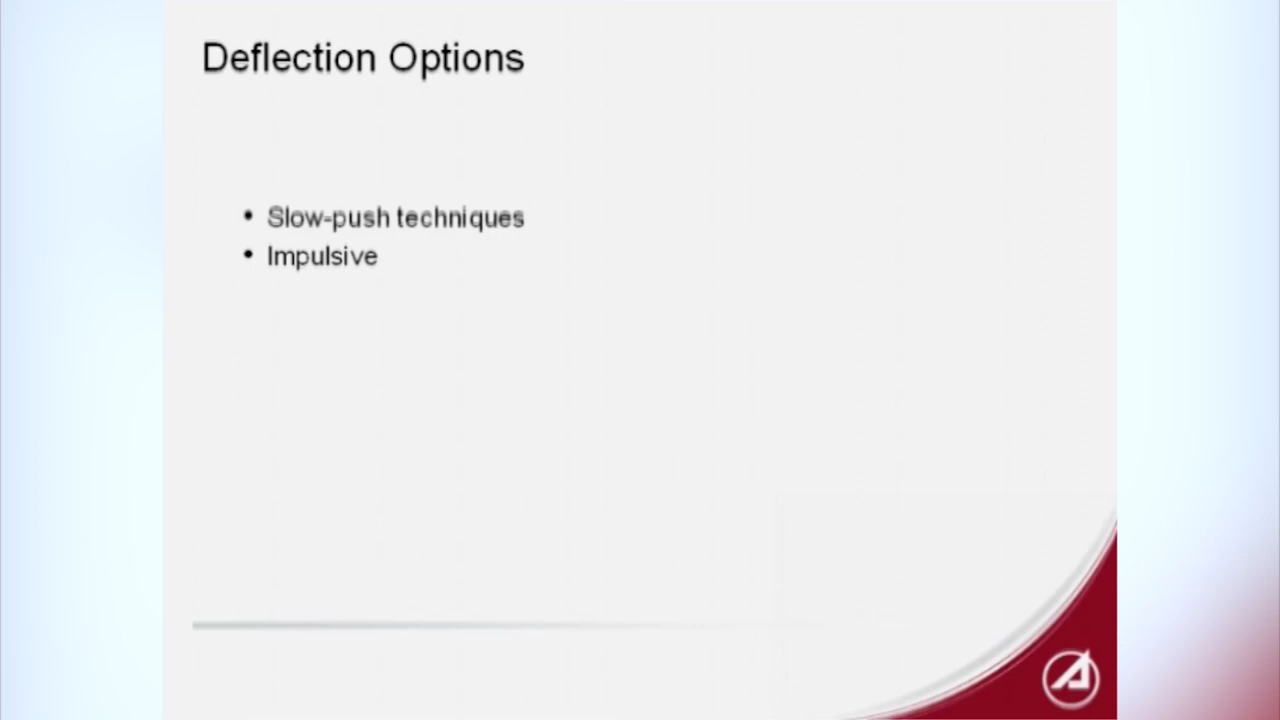 Deflection Options
• Slow-push techniques
• Impulsive